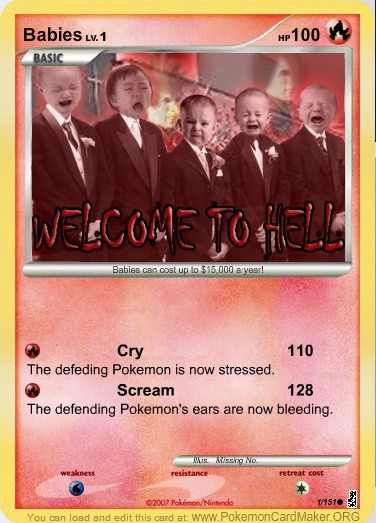 Babies LV.1 HP100
BASIC
WELCOME TO HELL
Babies can cost up to $15,000 a year!
Cry 110
The defeding Pokemon is now stressed.
Scream 128
The defending Pokemon's ears are now bleeding.
Illus. Missing No.
weakness resistance retreat cost
©2007 Pokémon/Nintendo 1/151
You can load and edit this card at: www.PokemonCardMaker.ORG